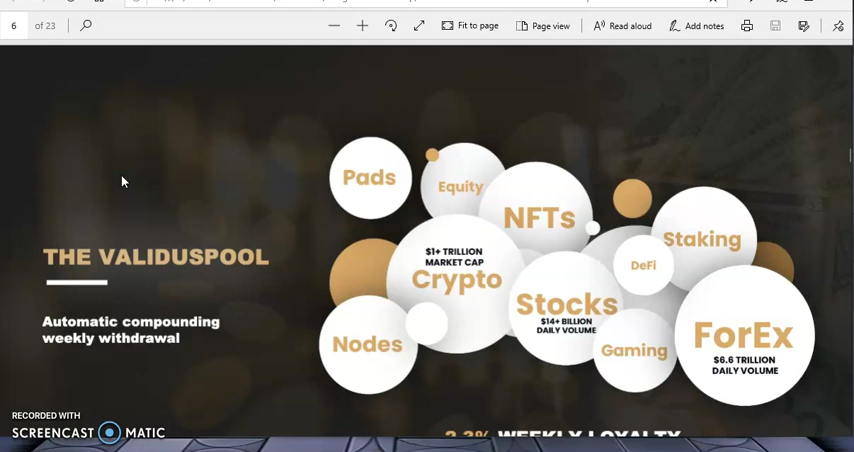 6 of 23
Fit to page
Page view
Read aloud
Add notes
Pads
Equity
NFTs
Staking
THE VALIDUSPOOL
$1+ TRILLION
MARKET CAP
Crypto
DeFi
Stocks
$14+ BILLION
DAILY VOLUME
Automatic compounding
weekly withdrawal
Nodes
Gaming
ForEx
$6.6 TRILLION
DAILY VOLUME
RECORDED WITH
SCREENCAST MATIC
WEEKLY LOYALTY